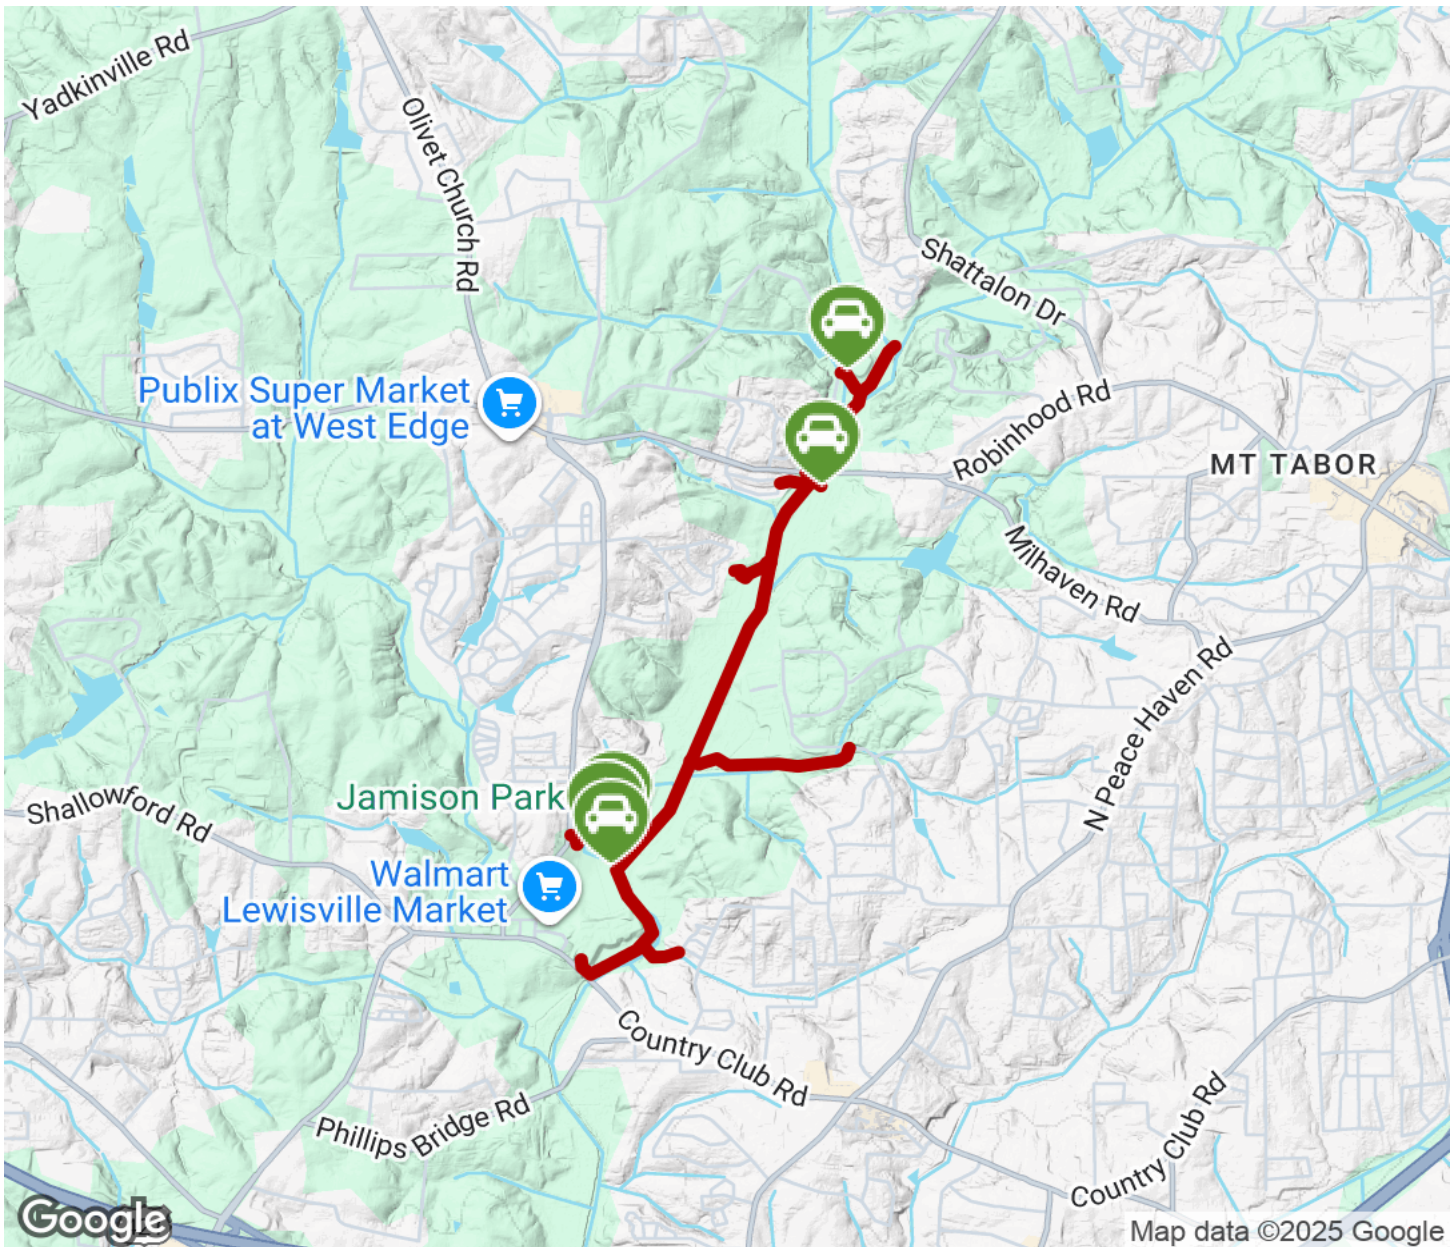 Yadkinville Rd
Olivet Church Rd
Shattalon Dr
Publix Super Market
at West Edge
Robinhood Rd
MT TABOR
Milhaven Rd
N Peace Haven Rd
Jamison Park
Shallowford Rd
Walmart
Lewisville Market
Country Club Rd
Phillips Bridge Rd
Country Club Rd
Google
Map data ©2025 Google